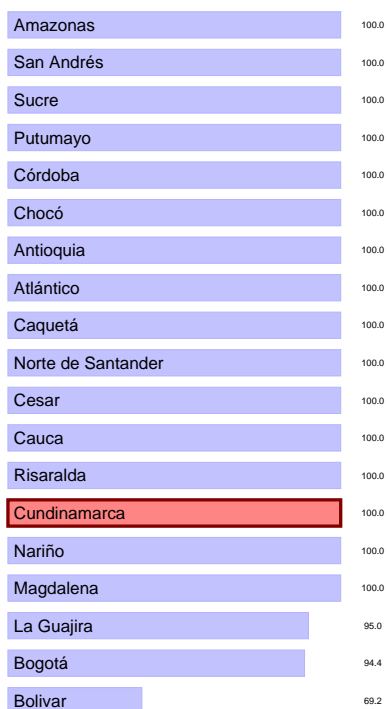 Amazonas 100.0
San Andrés 100.0
Sucre 100.0
Putumayo 100.0
Córdoba 100.0
Chocó 100.0
Antioquia 100.0
Atlántico 100.0
Caquetá 100.0
Norte de Santander 100.0
Cesar 100.0
Cauca 100.0
Risaralda 100.0
Cundinamarca 100.0
Nariño 100.0
Magdalena 100.0
La Guajira 95.0
Bogotá 94.4
Bolivar 69.2